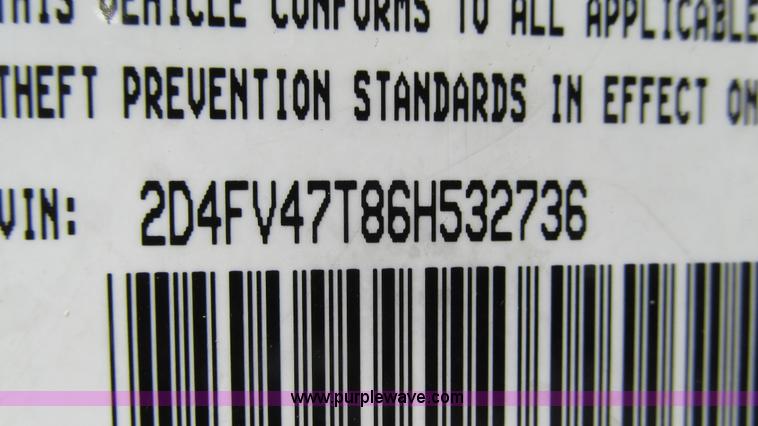 THIS VEHICLE CONFORMS TO ALL APPLICABLE
THEFT PREVENTION STANDARDS IN EFFECT ON
VIN: 2D4FV47T86H532736
www.purplewave.com